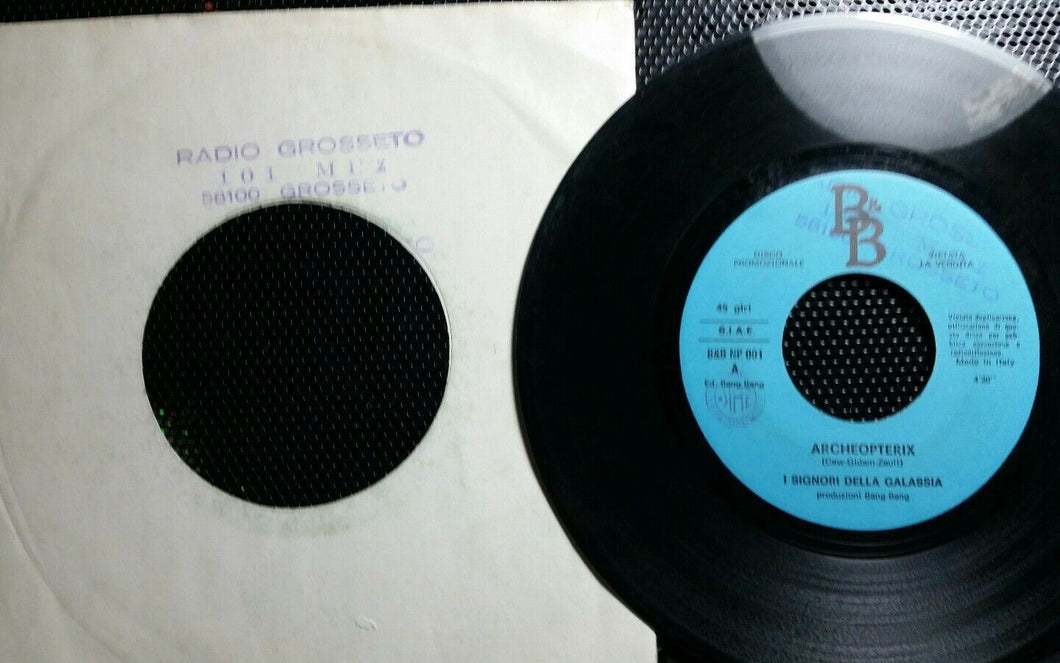 RADIO GROSSETO
101 MHZ
58100 GROSSETO
B&B
DISCO
PROMOZIONALE
VIETATA
LA VENDITA
45 giri
S.I.A.E
B&B NP 001
A
Ed. Bang Bang
Vietata duplicazione,
utilizzazione di que-
sto disco per pub-
blica esecuzione e
radiodiffusione
Made in Italy
4'30"
ARCHEOPTERIX
I SIGNORI DELLA GALASSIA
produzioni Bang Bang